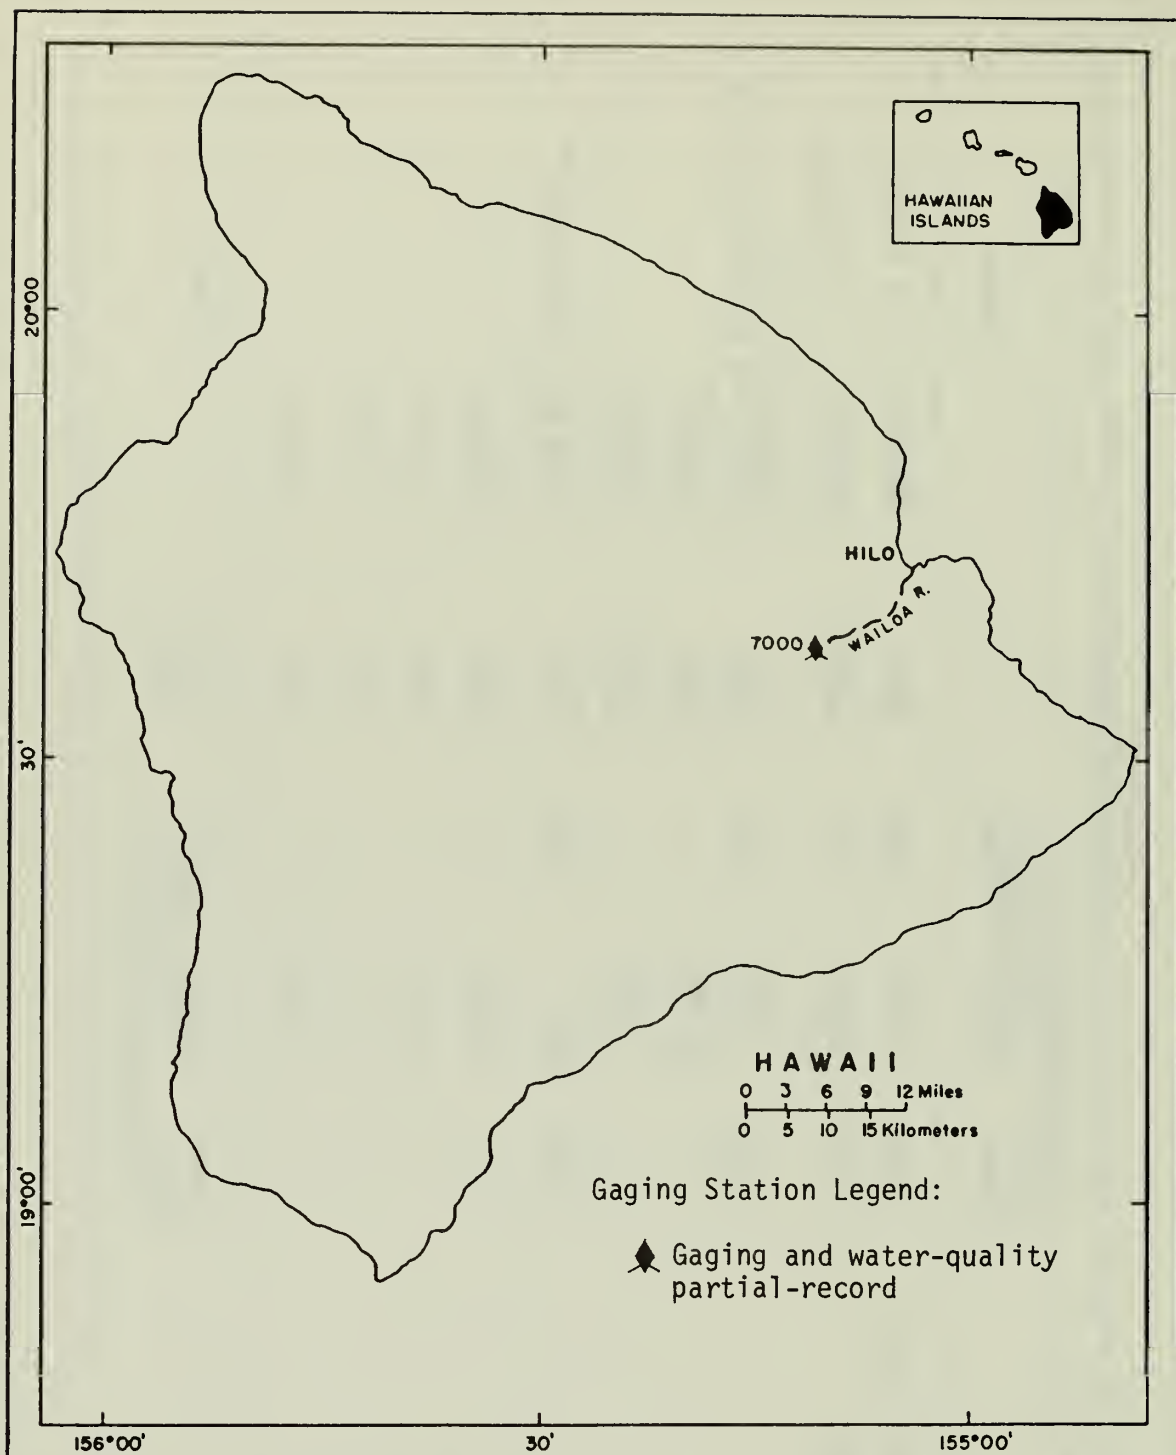 HAWAIIAN
ISLANDS
20°00
HILO
WAILOA R.
7000
30'
HAWAII
0 3 6 9 12 Miles
0 5 10 15 Kilometers
19°00'
Gaging Station Legend:
Gaging and water-quality
partial-record
156°00' 30' 155°00'